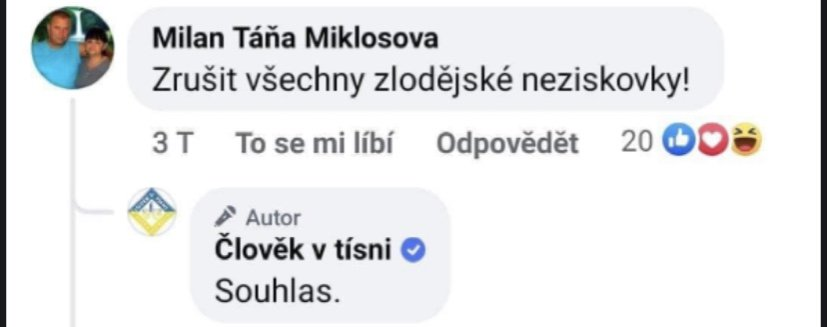 Milan Táňa Miklosova
Zrušit všechny zlodějské neziskovky!
3 T To se mi líbí Odpovědět 20
Autor
Člověk v tísni
Souhlas.